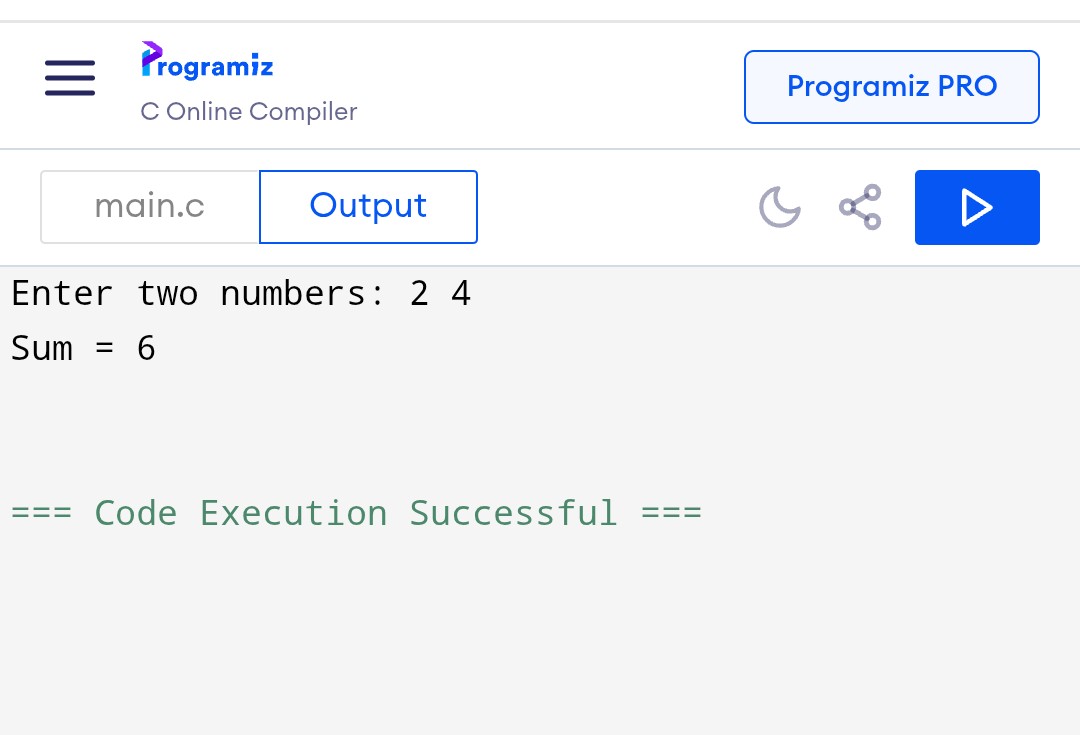 Programiz
C Online Compiler
Programiz PRO
main.c
Output
Enter two numbers: 2 4
Sum = 6
=== Code Execution Successful ===